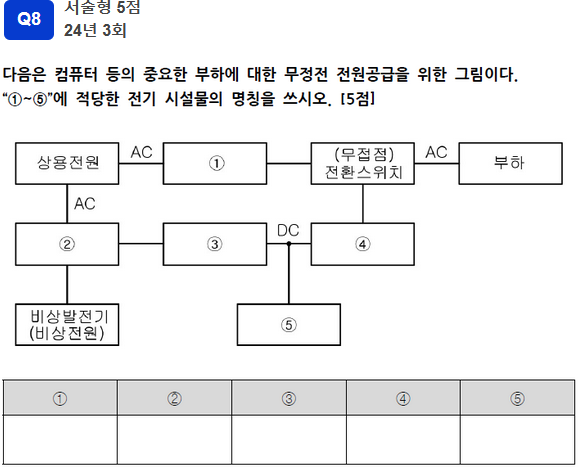 Q8
서술형 5점
24년 3회
다음은 컴퓨터 등의 중요한 부하에 대한 무정전 전원공급을 위한 그림이다.
“①~⑤”에 적당한 전기 시설물의 명칭을 쓰시오. [5점]
상용전원 AC ① (무접점) 전환스위치 AC 부하
AC
② ③ DC ④
비상발전기
(비상전원)
⑤
① ② ③ ④ ⑤